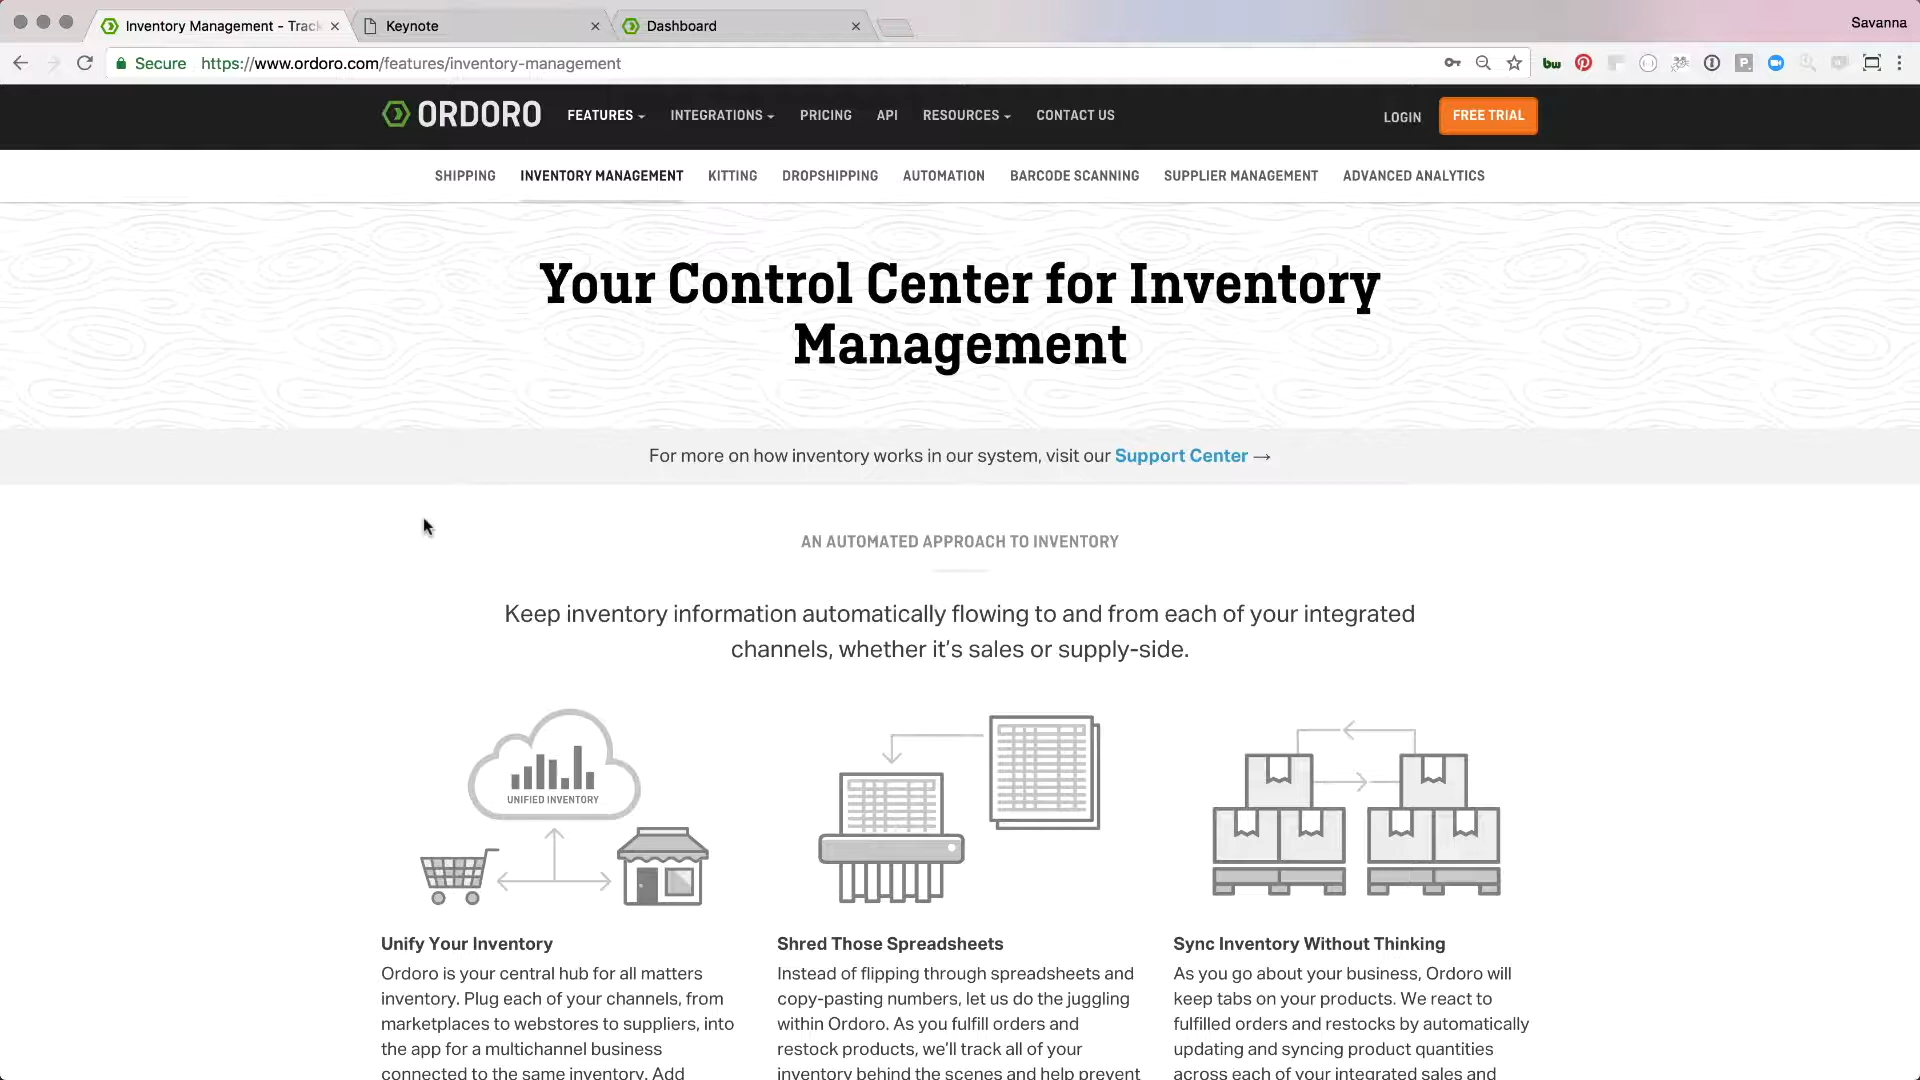 Inventory Management - Track
Keynote
Dashboard
Savanna
Secure https://www.ordoro.com/features/inventory-management
bw
ORDORO
FEATURES
INTEGRATIONS
PRICING
API
RESOURCES
CONTACT US
LOGIN
FREE TRIAL
SHIPPING
INVENTORY MANAGEMENT
KITTING
DROPSHIPPING
AUTOMATION
BARCODE SCANNING
SUPPLIER MANAGEMENT
ADVANCED ANALYTICS
Your Control Center for Inventory
Management
For more on how inventory works in our system, visit our Support Center →
AN AUTOMATED APPROACH TO INVENTORY
Keep inventory information automatically flowing to and from each of your integrated
channels, whether it's sales or supply-side.
UNIFIED INVENTORY
Unify Your Inventory
Ordoro is your central hub for all matters
inventory. Plug each of your channels, from
marketplaces to webstores to suppliers, into
the app for a multichannel business
connected to the same inventory. Add
Shred Those Spreadsheets
Instead of flipping through spreadsheets and
copy-pasting numbers, let us do the juggling
within Ordoro. As you fulfill orders and
restock products, we'll track all of your
inventory behind the scenes and help prevent
Sync Inventory Without Thinking
As you go about your business, Ordoro will
keep tabs on your products. We react to
fulfilled orders and restocks by automatically
updating and syncing product quantities
across each of your integrated sales and